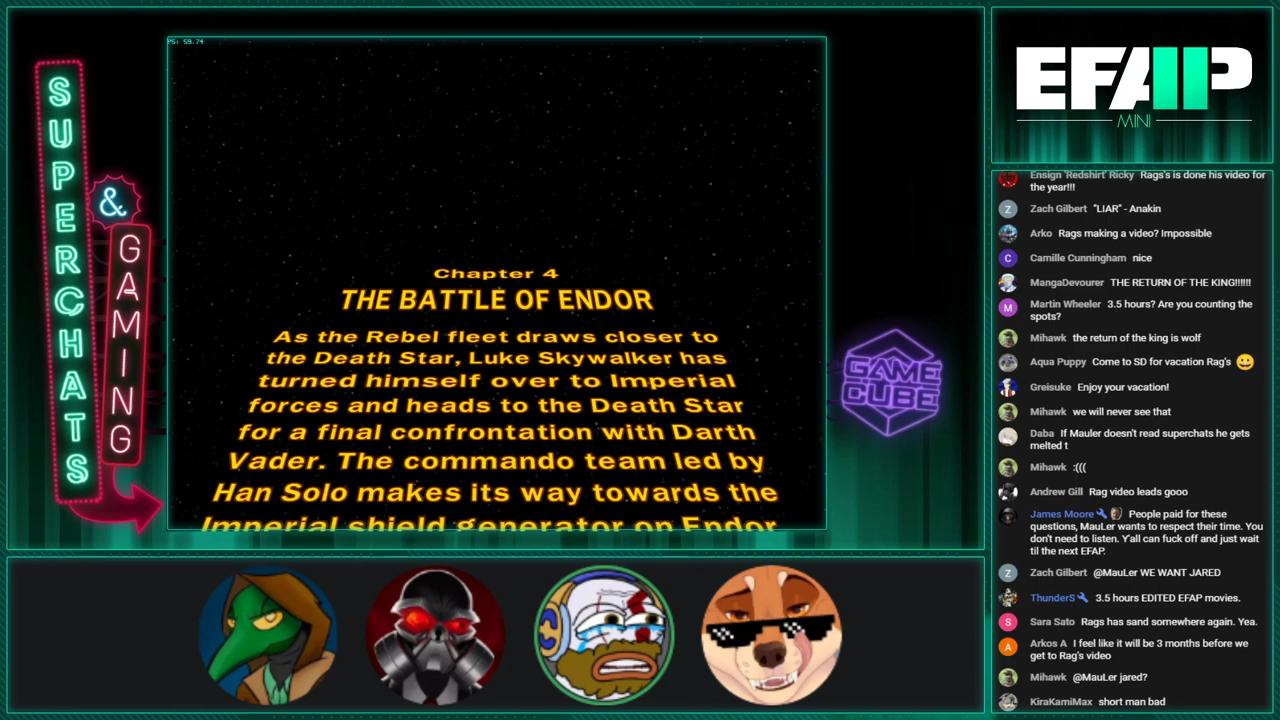 SUPERCHATS
&
GAMING
PS: 59.74
Chapter 4
THE BATTLE OF ENDOR
As the Rebel fleet draws closer to
the Death Star, Luke Skywalker has
turned himself over to Imperial
forces and heads to the Death Star
for a final confrontation with Darth
Vader. The commando team led by
Han Solo makes its way towards the
Imperial shield generator on Endor
GAME
CUBE
EFAP
MINI
Ensign 'Redshirt' Ricky Rags's is done his video for
the year!!!
Z Zach Gilbert "LIAR" - Anakin
Arko Rags making a video? Impossible
C Camille Cunningham nice
MangaDevourer THE RETURN OF THE KING!!!!!!
M Martin Wheeler 3.5 hours? Are you counting the
spots?
Mihawk the return of the king is wolf
Aqua Puppy Come to SD for vacation Rag's 😀
Greisuke Enjoy your vacation!
Mihawk we will never see that
Daba If Mauler doesn't read superchats he gets
melted t
Mihawk :(((
Andrew Gill Rag video leads gooo
James Moore People paid for these
questions, MauLer wants to respect their time. You
don't need to listen. Y'all can fuck off and just wait
til the next EFAP.
Z Zach Gilbert @MauLer WE WANT JARED
ThunderS 3.5 hours EDITED EFAP movies.
S Sara Sato Rags has sand somewhere again. Yea.
A Arkos A I feel like it will be 3 months before we
get to Rag's video
Mihawk @MauLer jared?
KiraKamiMax short man bad